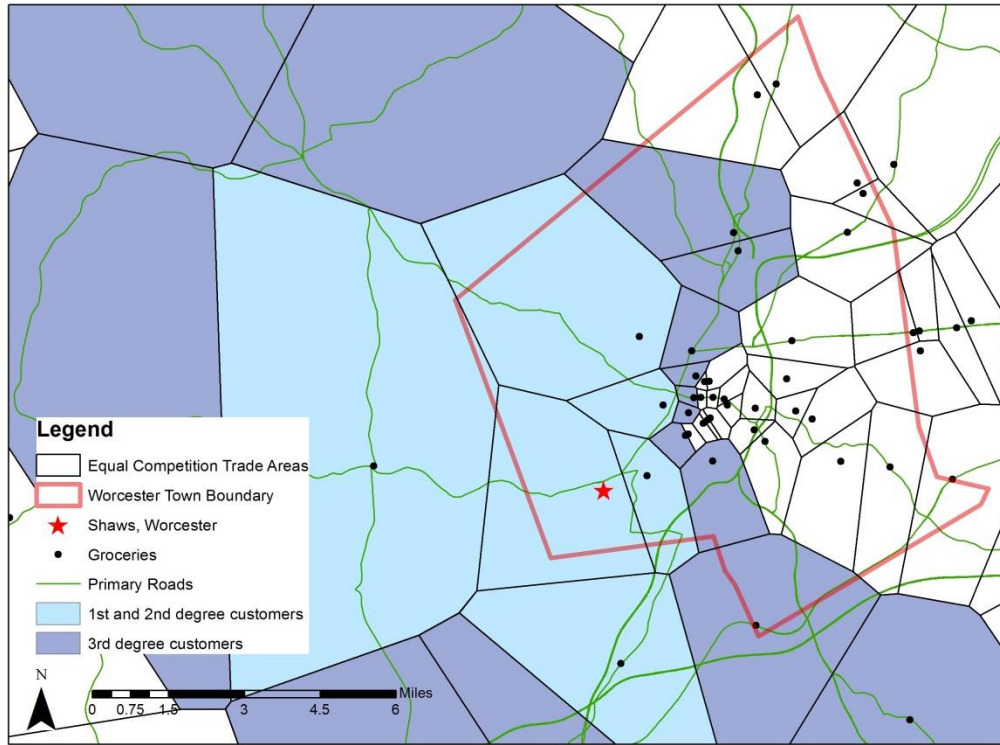 Legend
Equal Competition Trade Areas
Worcester Town Boundary
Shaws, Worcester
Groceries
Primary Roads
1st and 2nd degree customers
3rd degree customers
N
Miles
0 0.75 1.5 3 4.5 6